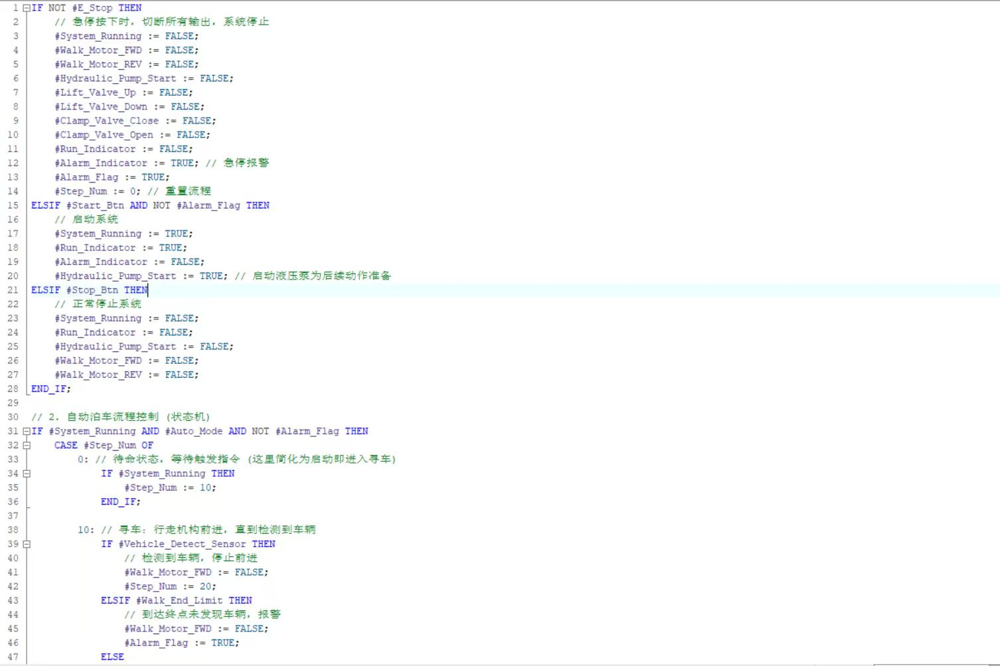 1 IF NOT #E_Stop THEN
2 // 急停按下时，切断所有输出，系统停止
3 #System_Running := FALSE;
4 #Walk_Motor_FWD := FALSE;
5 #Walk_Motor_REV := FALSE;
6 #Hydraulic_Pump_Start := FALSE;
7 #Lift_Valve_Up := FALSE;
8 #Lift_Valve_Down := FALSE;
9 #Clamp_Valve_Close := FALSE;
10 #Clamp_Valve_Open := FALSE;
11 #Run_Indicator := FALSE;
12 #Alarm_Indicator := TRUE; // 急停报警
13 #Alarm_Flag := TRUE;
14 #Step_Num := 0; // 重置流程
15 ELSIF #Start_Btn AND NOT #Alarm_Flag THEN
16 // 启动系统
17 #System_Running := TRUE;
18 #Run_Indicator := TRUE;
19 #Alarm_Indicator := FALSE;
20 #Hydraulic_Pump_Start := TRUE; // 启动液压泵为后续动作准备
21 ELSIF #Stop_Btn THEN
22 // 正常停止系统
23 #System_Running := FALSE;
24 #Run_Indicator := FALSE;
25 #Hydraulic_Pump_Start := FALSE;
26 #Walk_Motor_FWD := FALSE;
27 #Walk_Motor_REV := FALSE;
28 END_IF;
29
30 // 2. 自动泊车流程控制 (状态机)
31 IF #System_Running AND #Auto_Mode AND NOT #Alarm_Flag THEN
32 CASE #Step_Num OF
33 0: // 待命状态，等待触发指令 (这里简化为启动即进入寻车)
34 IF #System_Running THEN
35 #Step_Num := 10;
36 END_IF;
37
38 10: // 寻车：行走机构前进，直到检测到车辆
39 IF #Vehicle_Detect_Sensor THEN
40 // 检测到车辆，停止前进
41 #Walk_Motor_FWD := FALSE;
42 #Step_Num := 20;
43 ELSIF #Walk_End_Limit THEN
44 // 到达终点未发现车辆，报警
45 #Walk_Motor_FWD := FALSE;
46 #Alarm_Flag := TRUE;
47 ELSE